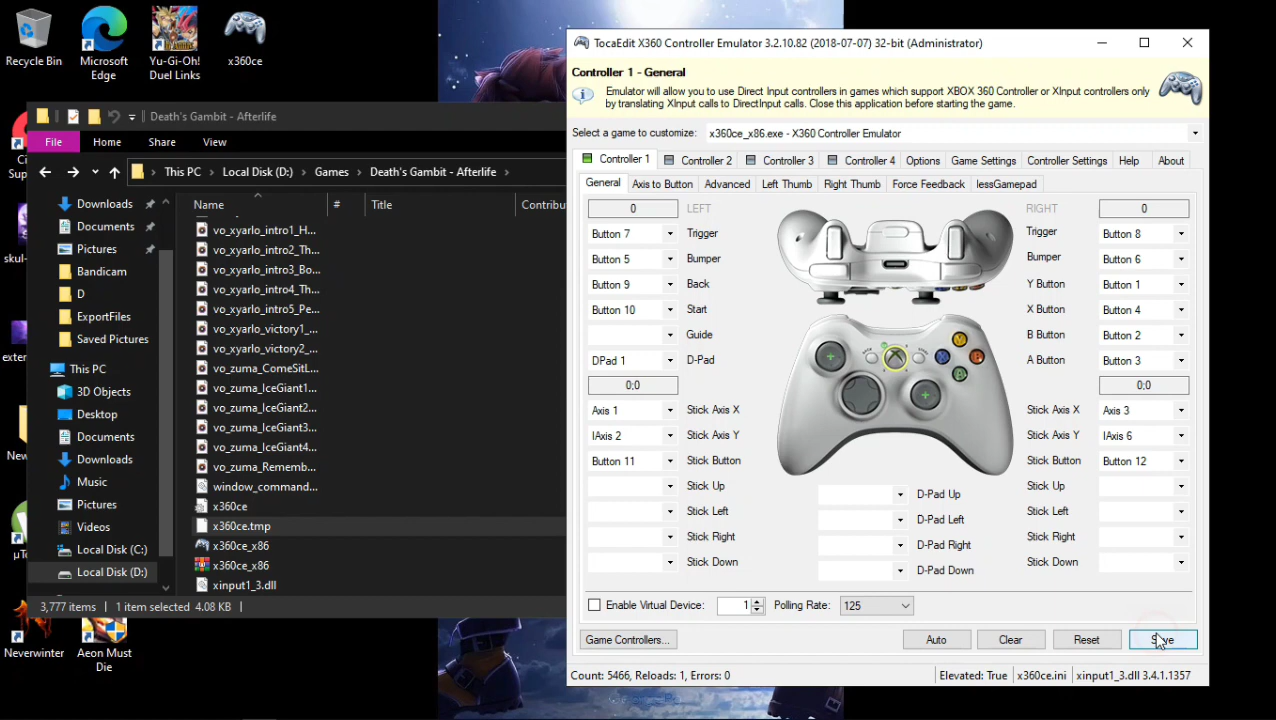 Recycle Bin
Microsoft
Edge
Yu-Gi-Oh!
Duel Links
x360ce
Death's Gambit - Afterlife
File
Home
Share
View
This PC
Local Disk (D:)
Games
Death's Gambit - Afterlife
Downloads
Documents
Pictures
Bandicam
D
ExportFiles
Saved Pictures
This PC
3D Objects
Desktop
Documents
Downloads
Music
Pictures
Videos
Local Disk (C:)
Local Disk (D:)
Name
#
Title
Contribu
vo_xyarlo_intro1_H...
vo_xyarlo_intro2_Th...
vo_xyarlo_intro3_Bo...
vo_xyarlo_intro4_Th...
vo_xyarlo_intro5_Pe...
vo_xyarlo_victory1_...
vo_xyarlo_victory2_...
vo_zuma_ComeSitL...
vo_zuma_IceGiant1...
vo_zuma_IceGiant2...
vo_zuma_IceGiant3...
vo_zuma_IceGiant4...
vo_zuma_Rememb...
window_command...
x360ce
x360ce.tmp
x360ce_x86
x360ce_x86
xinput1_3.dll
3,777 items
1 item selected 4.08 KB
Ci
Su
skul-
exter
New
µT
Neverwinter
Aeon Must
Die
TocaEdit X360 Controller Emulator 3.2.10.82 (2018-07-07) 32-bit (Administrator)
Controller 1 - General
Emulator will allow you to use Direct Input controllers in games which support XBOX 360 Controller or XInput controllers only
by translating XInput calls to DirectInput calls. Close this application before starting the game.
Select a game to customize:
x360ce_x86.exe - X360 Controller Emulator
Controller 1
Controller 2
Controller 3
Controller 4
Options
Game Settings
Controller Settings
Help
About
General
Axis to Button
Advanced
Left Thumb
Right Thumb
Force Feedback
lessGamepad
0 LEFT
RIGHT 0
Button 7 Trigger
Trigger Button 8
Button 5 Bumper
Bumper Button 6
Button 9 Back
Y Button Button 1
Button 10 Start
X Button Button 4
Guide
B Button Button 2
DPad 1 D-Pad
A Button Button 3
0;0
0;0
Axis 1 Stick Axis X
Stick Axis X Axis 3
IAxis 2 Stick Axis Y
Stick Axis Y IAxis 6
Button 11 Stick Button
Stick Button Button 12
Stick Up
D-Pad Up
Stick Up
Stick Left
D-Pad Left
Stick Left
Stick Right
D-Pad Right
Stick Right
Stick Down
D-Pad Down
Stick Down
Enable Virtual Device:
1
Polling Rate:
125
Game Controllers...
Auto
Clear
Reset
Save
Count: 5466, Reloads: 1, Errors: 0
Elevated: True
x360ce.ini
xinput1_3.dll 3.4.1.1357